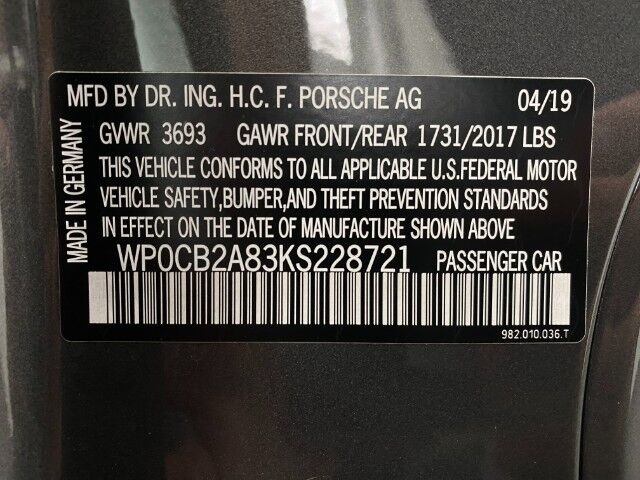 MFD BY DR. ING. H.C. F. PORSCHE AG 04/19
GVWR 3693 GAWR FRONT/REAR 1731/2017 LBS
THIS VEHICLE CONFORMS TO ALL APPLICABLE U.S.FEDERAL MOTOR
VEHICLE SAFETY,BUMPER,AND THEFT PREVENTION STANDARDS
IN EFFECT ON THE DATE OF MANUFACTURE SHOWN ABOVE
WP0CB2A83KS228721 PASSENGER CAR
982.010.036.T
MADE IN GERMANY